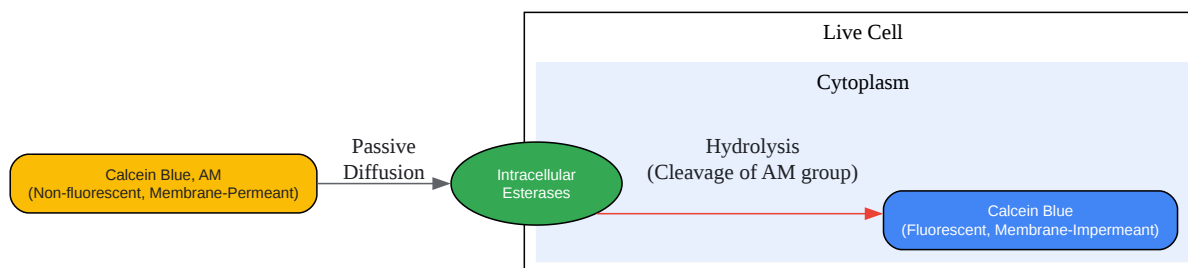 Live Cell
Cytoplasm
Calcein Blue, AM
(Non-fluorescent, Membrane-Permeant)
Passive
Diffusion
Intracellular
Esterases
Hydrolysis
(Cleavage of AM group)
Calcein Blue
(Fluorescent, Membrane-Impermeant)